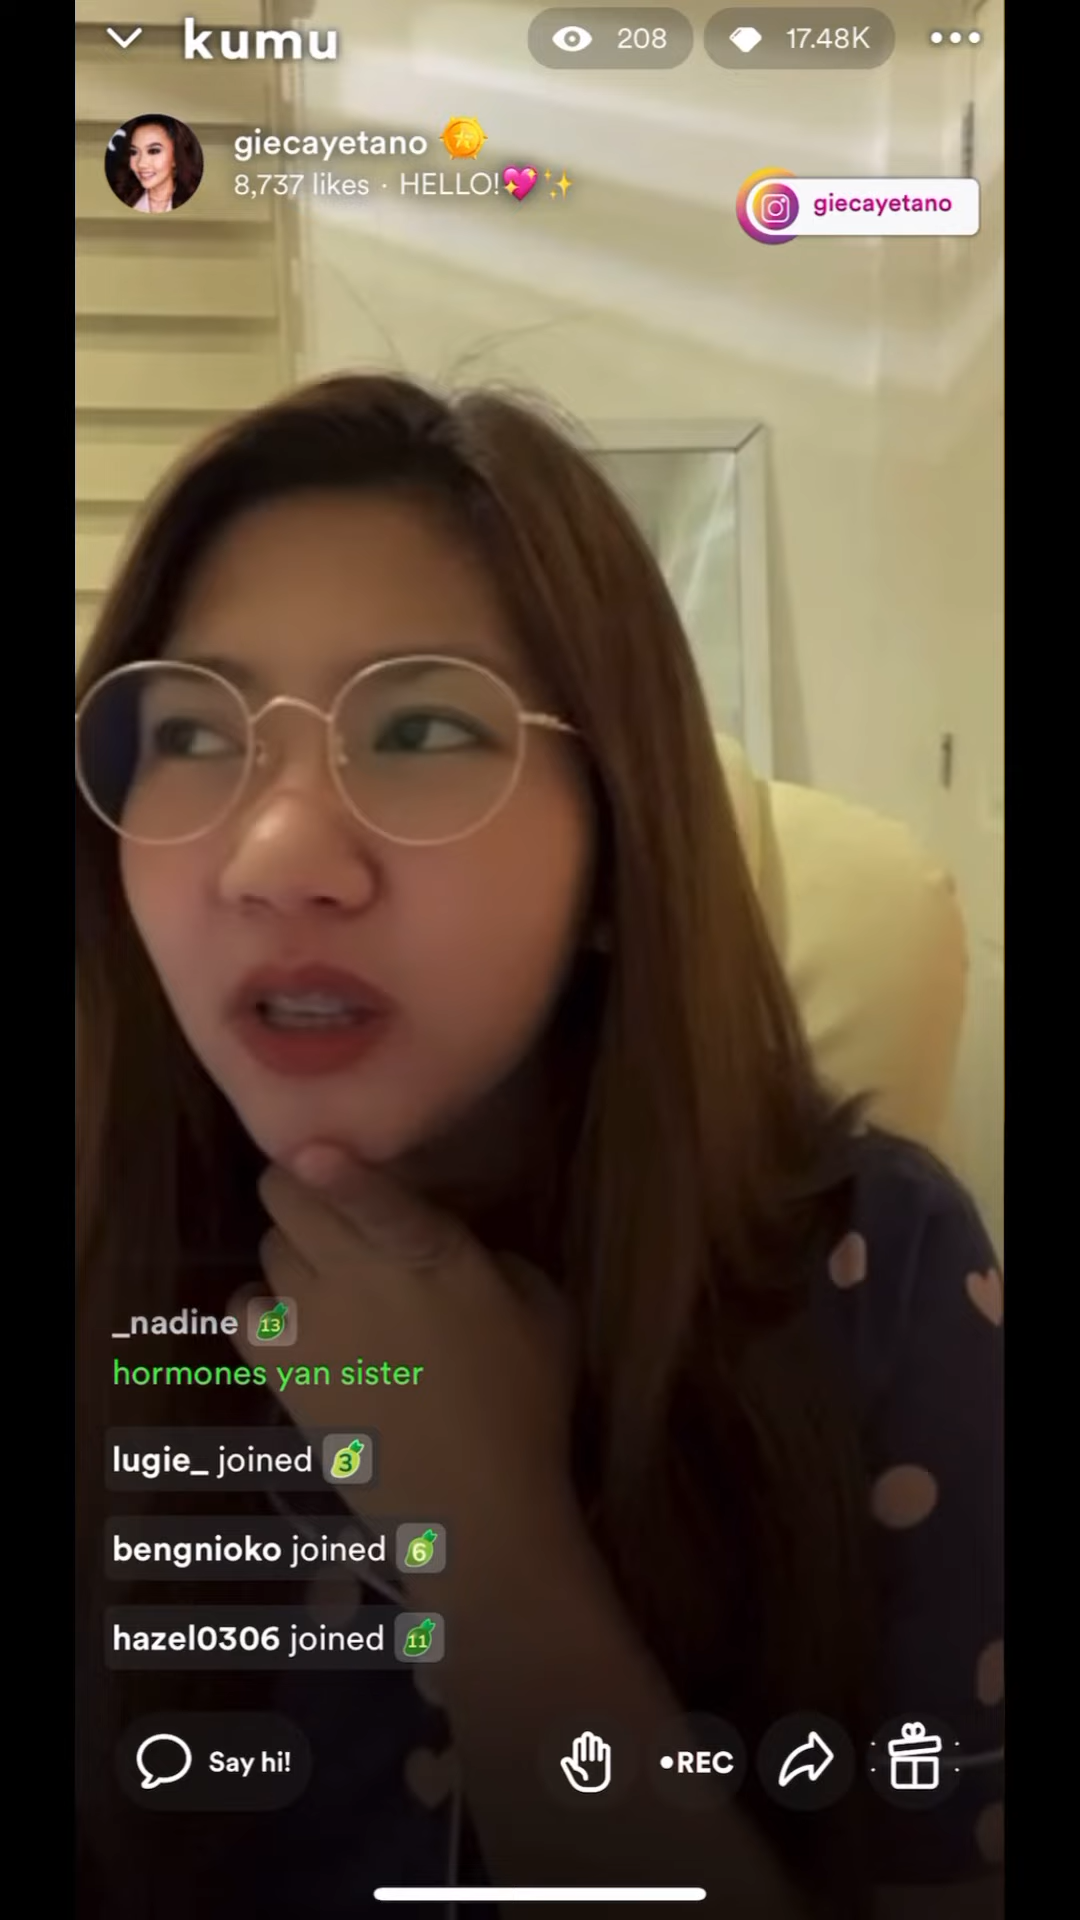 kumu
208
17.48K
giecayetano
8,737 likes · HELLO!💖✨
giecayetano
_nadine 13
hormones yan sister
lugie_ joined 3
bengnioko joined 6
hazel0306 joined 11
Say hi!
•REC